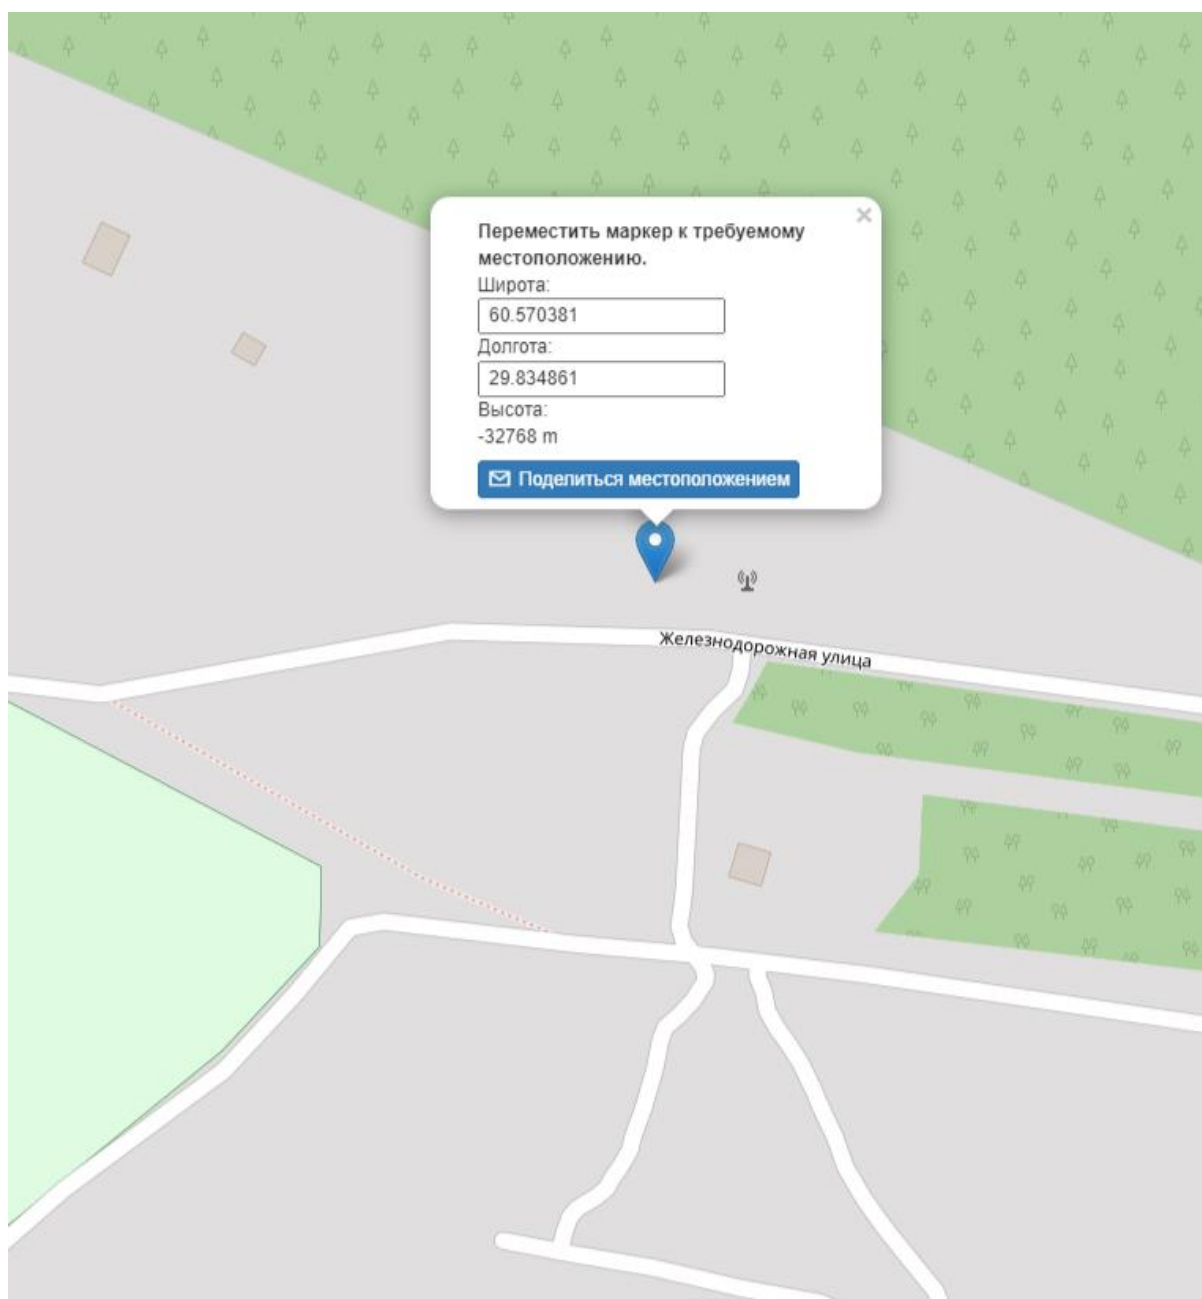 Переместить маркер к требуемому
местоположению.
Широта:
60.570381
Долгота:
29.834861
Высота:
-32768 m
Поделиться местоположением
Железнодорожная улица